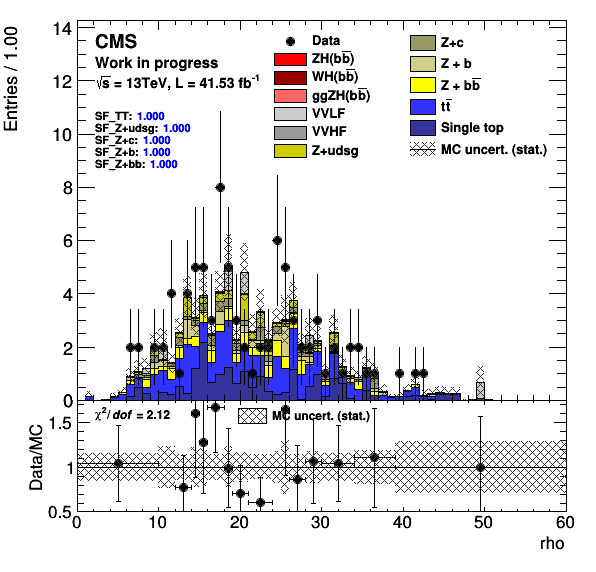 Entries / 1.00
14
12
10
8
6
4
2
0
CMS
Work in progress
√s = 13TeV, L = 41.53 fb⁻¹
SF_TT: 1.000
SF_Z+udsg: 1.000
SF_Z+c: 1.000
SF_Z+b: 1.000
SF_Z+bb: 1.000
Data
ZH(bb̅)
WH(bb̅)
ggZH(bb̅)
VVLF
VVHF
Z+udsg
Z+c
Z + b
Z + bb̅
tt̅
Single top
MC uncert. (stat.)
Data/MC
1.5
1
0.5
χ²/dof = 2.12
MC uncert. (stat.)
0 10 20 30 40 50 60
rho